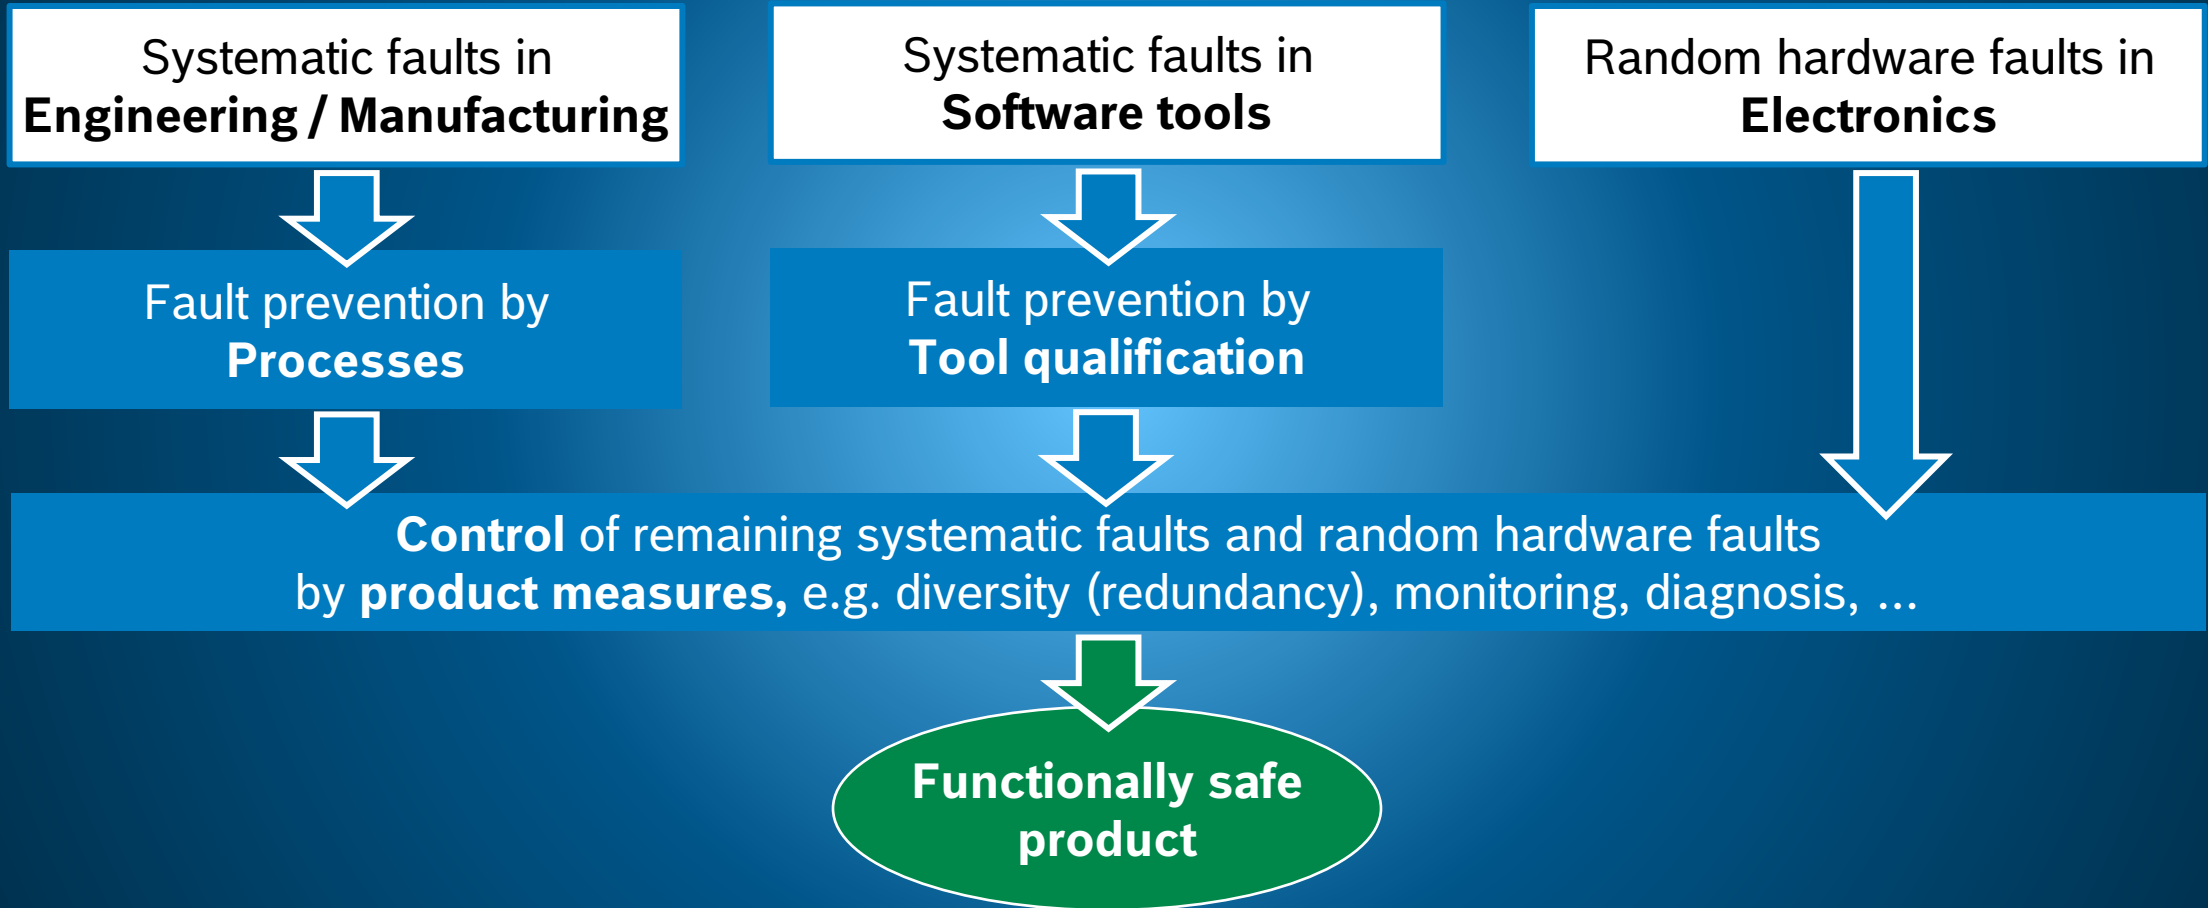 Systematic faults in
Engineering / Manufacturing
Systematic faults in
Software tools
Random hardware faults in
Electronics
Fault prevention by
Processes
Fault prevention by
Tool qualification
Control of remaining systematic faults and random hardware faults
by product measures, e.g. diversity (redundancy), monitoring, diagnosis, ...
Functionally safe
product